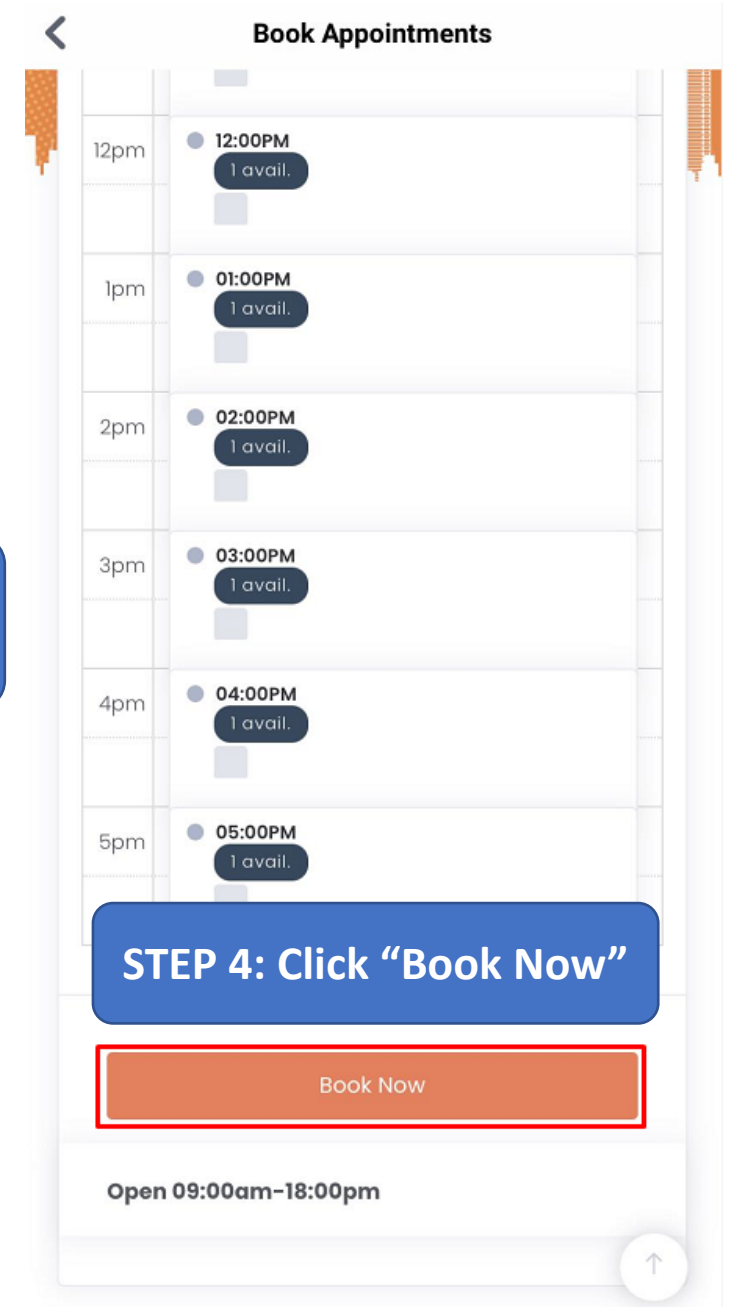 Book Appointments
12pm
12:00PM
1 avail.
1pm
01:00PM
1 avail.
2pm
02:00PM
1 avail.
3pm
03:00PM
1 avail.
4pm
04:00PM
1 avail.
5pm
05:00PM
1 avail.
STEP 4: Click “Book Now”
Book Now
Open 09:00am-18:00pm